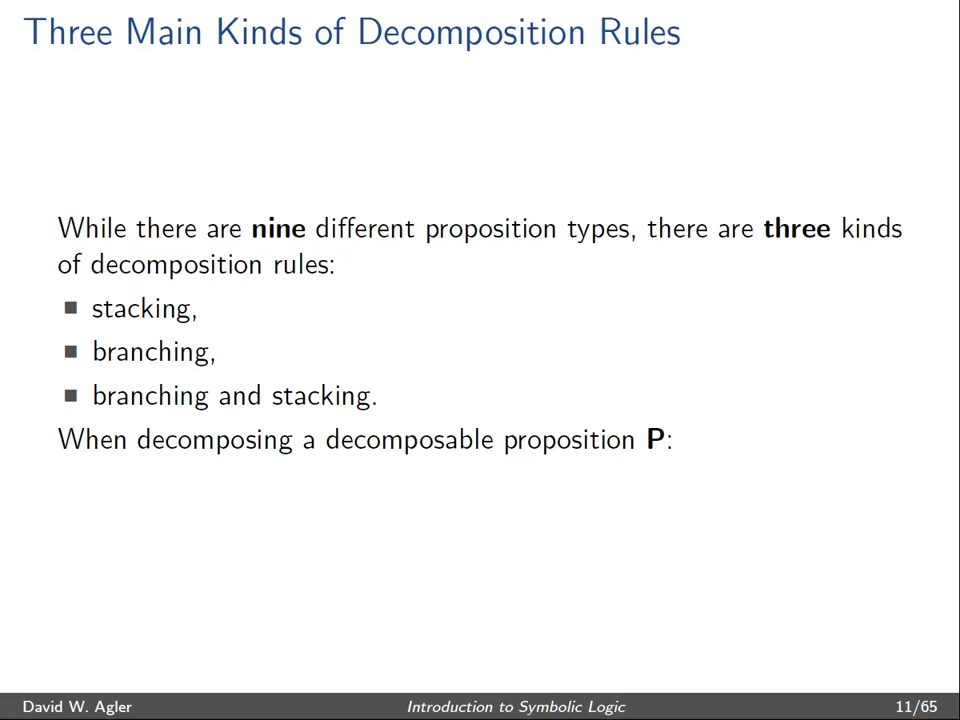 Three Main Kinds of Decomposition Rules
While there are nine different proposition types, there are three kinds
of decomposition rules:
■ stacking,
■ branching,
■ branching and stacking.
When decomposing a decomposable proposition P:
David W. Agler Introduction to Symbolic Logic 11/65